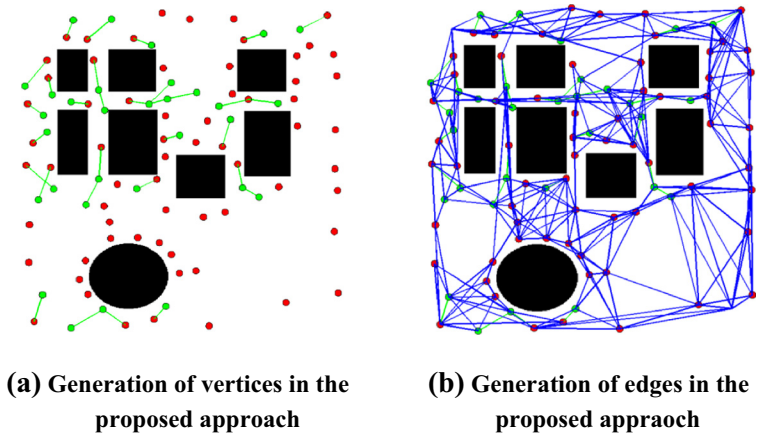 (a) Generation of vertices in the
proposed approach
(b) Generation of edges in the
proposed appraoch